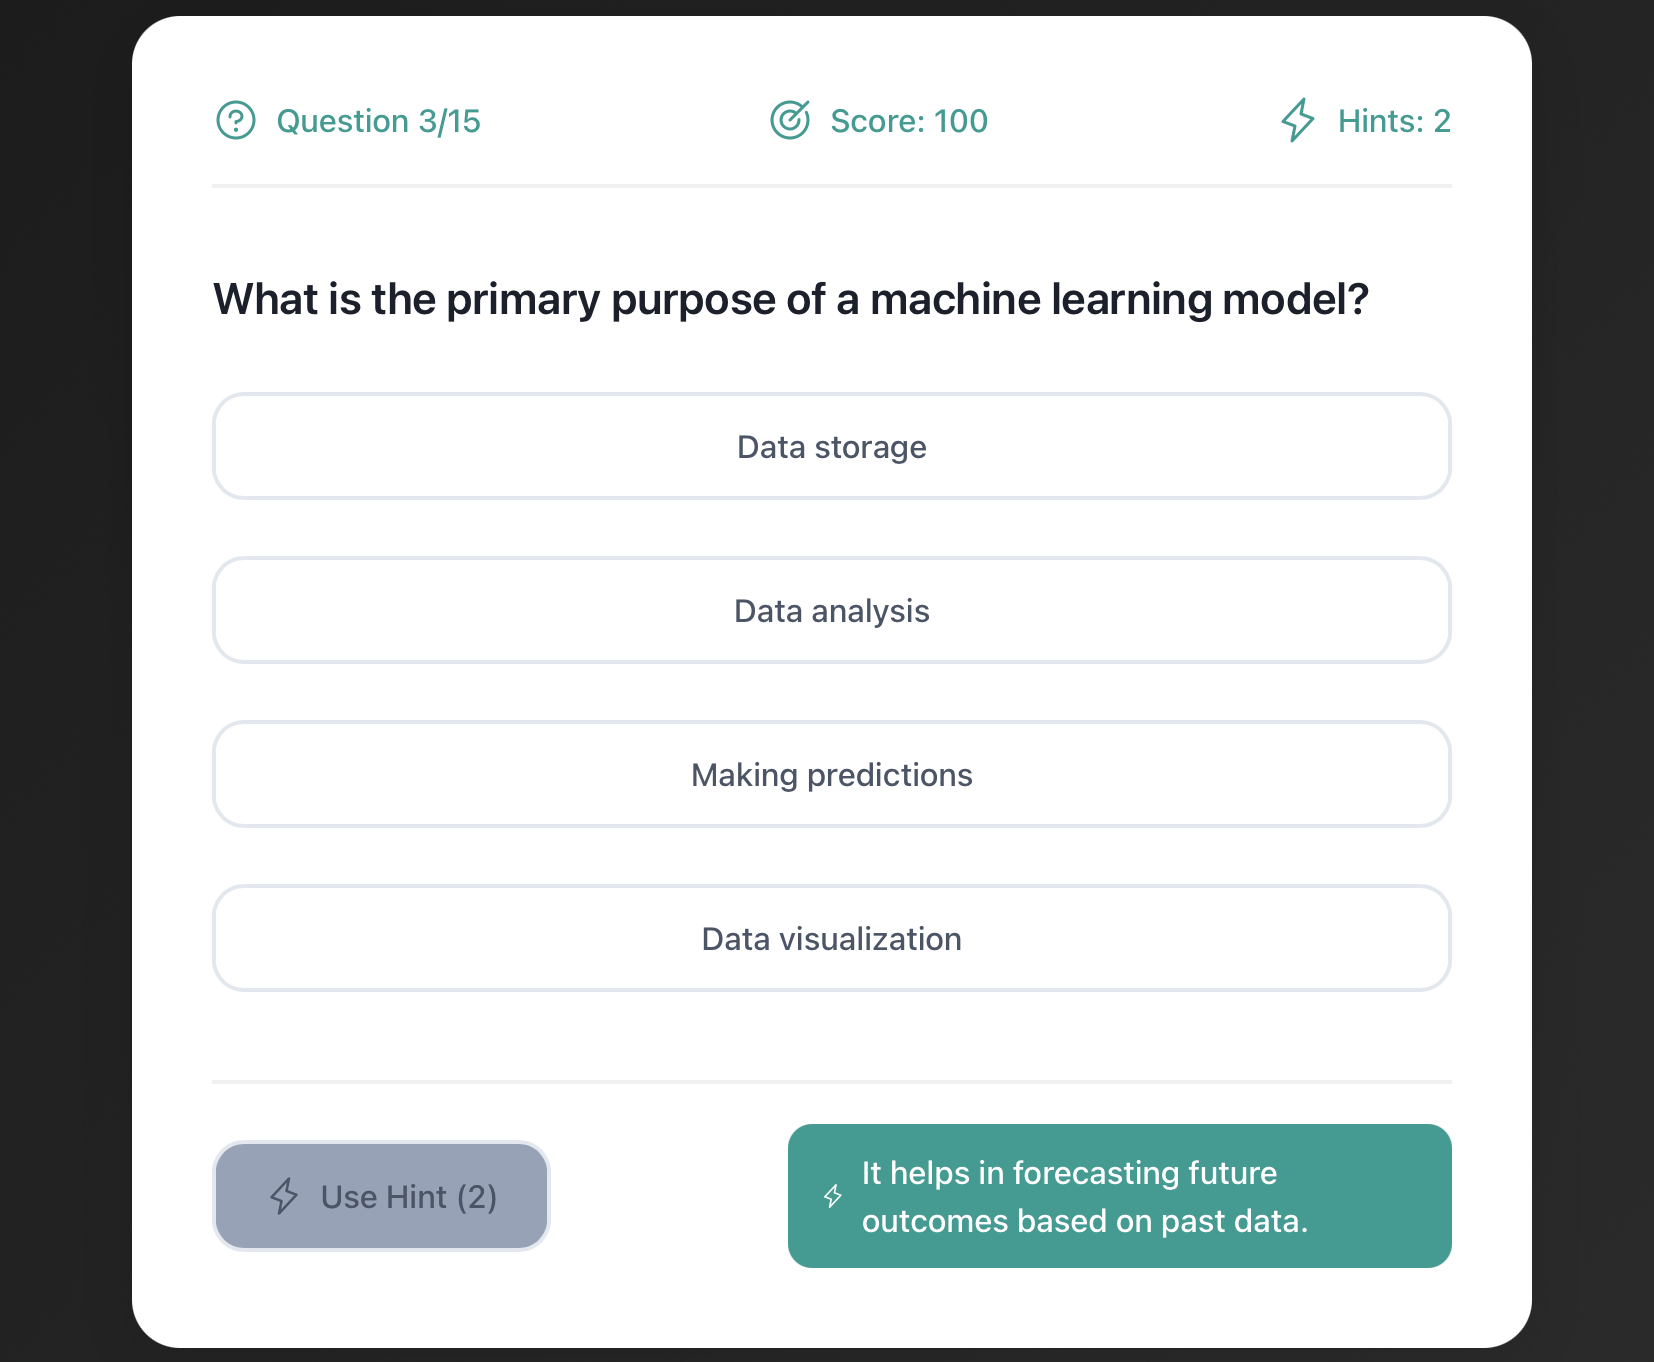 Question 3/15
Score: 100
Hints: 2
What is the primary purpose of a machine learning model?
Data storage
Data analysis
Making predictions
Data visualization
Use Hint (2)
It helps in forecasting future
outcomes based on past data.